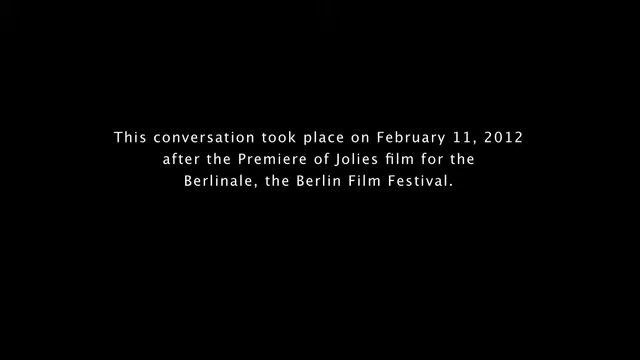 This conversation took place on February 11, 2012
after the Premiere of Jolies film for the
Berlinale, the Berlin Film Festival.